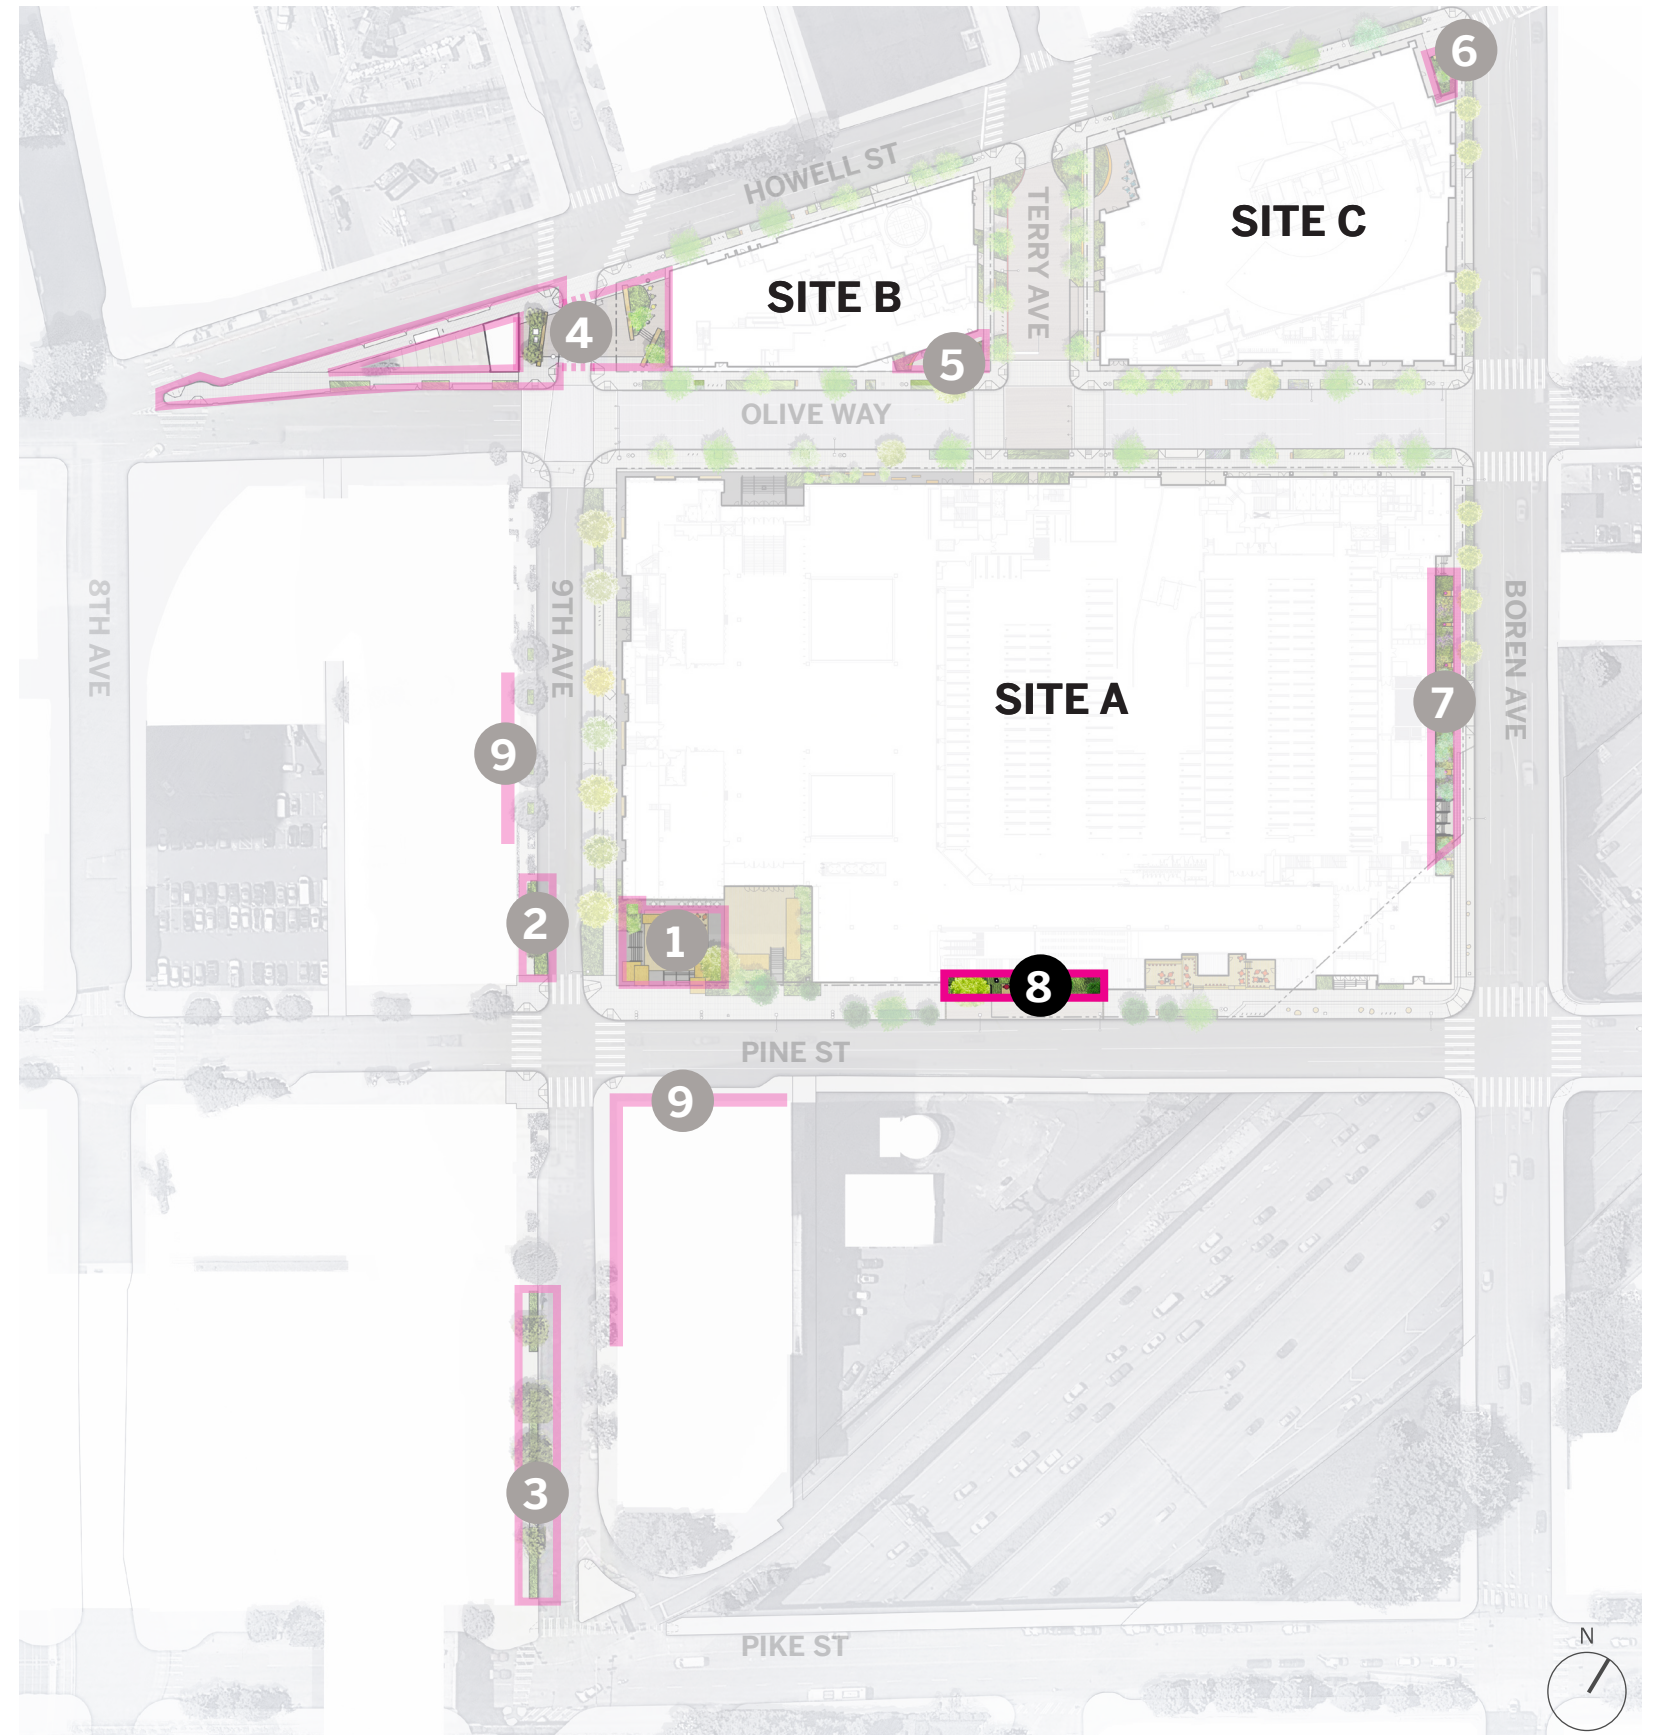 6
HOWELL ST
TERRY AVE
SITE C
SITE B
4
5
OLIVE WAY
8TH AVE
9TH AVE
BOREN AVE
SITE A
7
9
2
1
8
PINE ST
9
3
PIKE ST
N